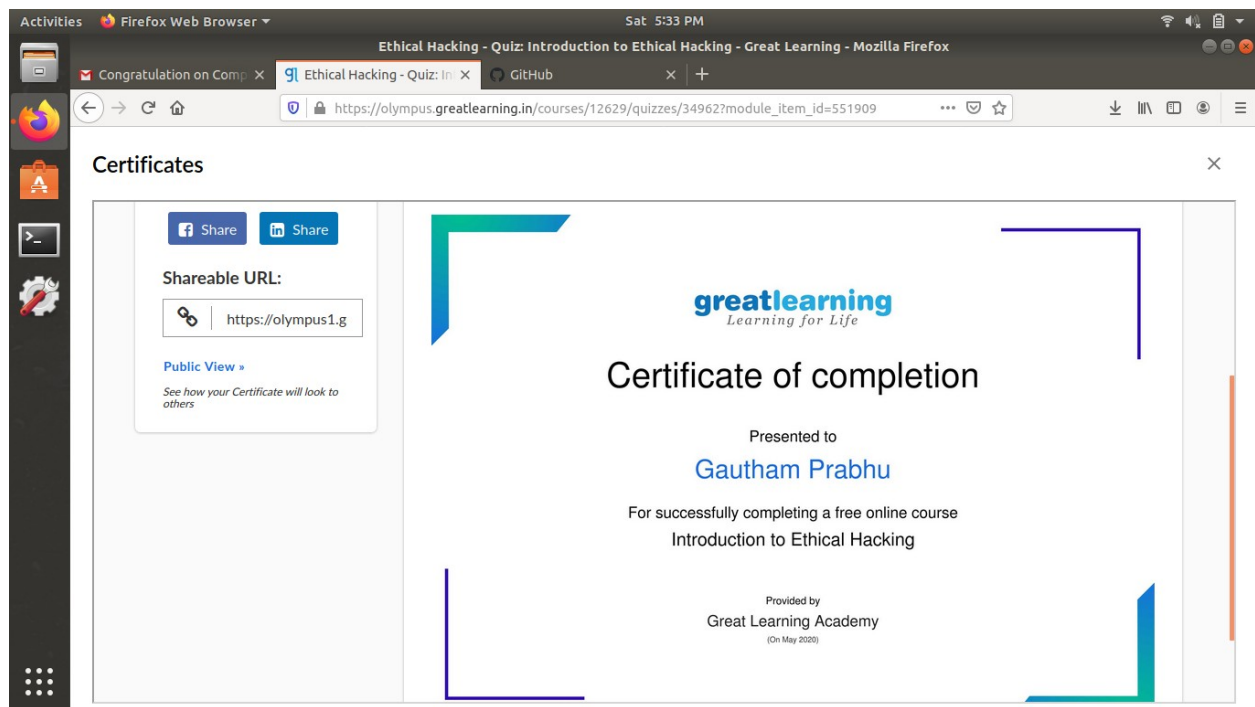 Activities Firefox Web Browser Sat 5:33 PM
Ethical Hacking - Quiz: Introduction to Ethical Hacking - Great Learning - Mozilla Firefox
Congratulation on Comp Ethical Hacking - Quiz: In GitHub
https://olympus.greatlearning.in/courses/12629/quizzes/34962?module_item_id=551909
Certificates
Share Share
Shareable URL:
https://olympus1.g
Public View »
See how your Certificate will look to
others
greatlearning
Learning for Life
Certificate of completion
Presented to
Gautham Prabhu
For successfully completing a free online course
Introduction to Ethical Hacking
Provided by
Great Learning Academy
(On May 2020)